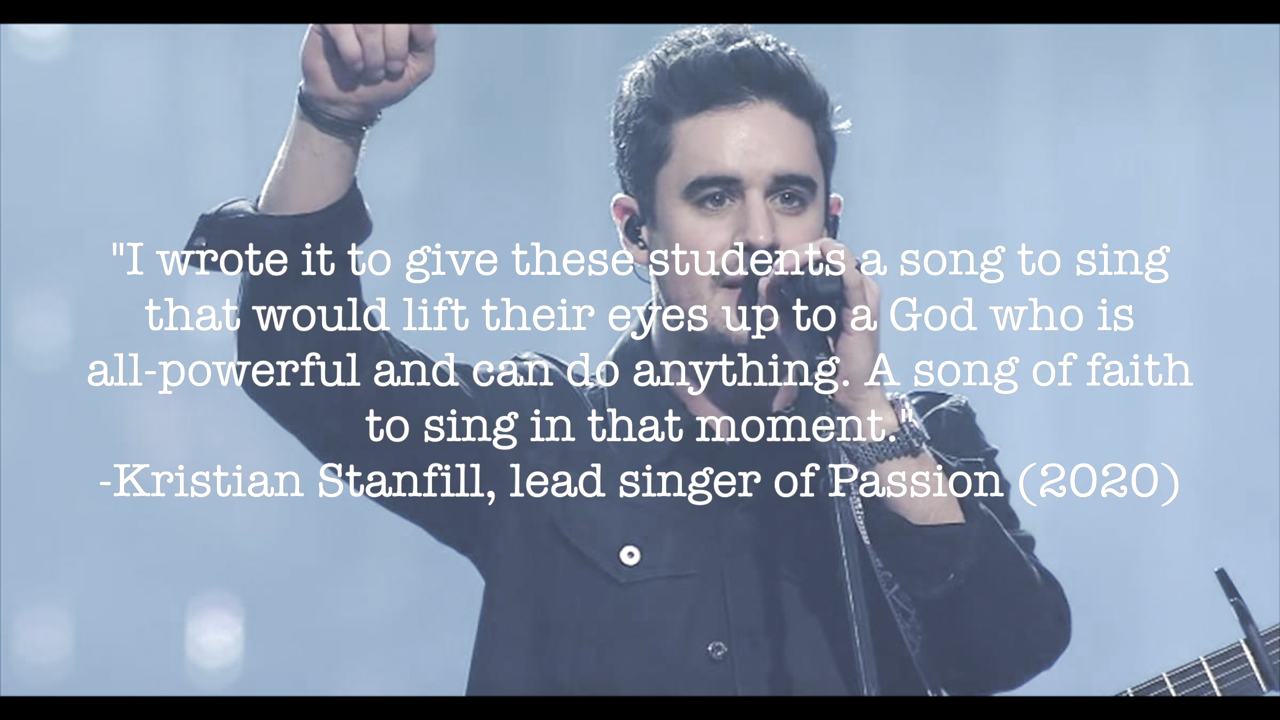 "I wrote it to give these students a song to sing
that would lift their eyes up to a God who is
all-powerful and can do anything. A song of faith
to sing in that moment."
-Kristian Stanfill, lead singer of Passion (2020)